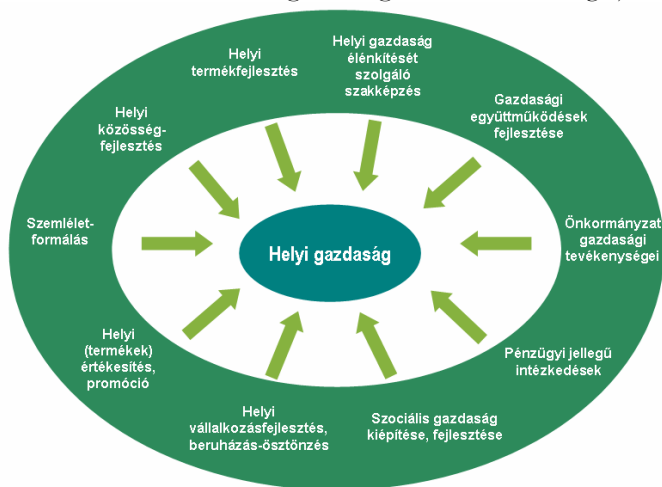 Helyi
termékfejlesztés
Helyi gazdaság
élénkítését
szolgáló
szakképzés
Gazdasági
együttműködések
fejlesztése
Önkormányzat
gazdasági
tevékenységei
Pénzügyi jellegű
intézkedések
Szociális gazdaság
kiépítése, fejlesztése
Helyi
vállalkozásfejlesztés,
beruházás-ösztönzés
Helyi
(termékek)
értékesítés,
promóció
Szemlélet-
formálás
Helyi
közösség-
fejlesztés
Helyi gazdaság